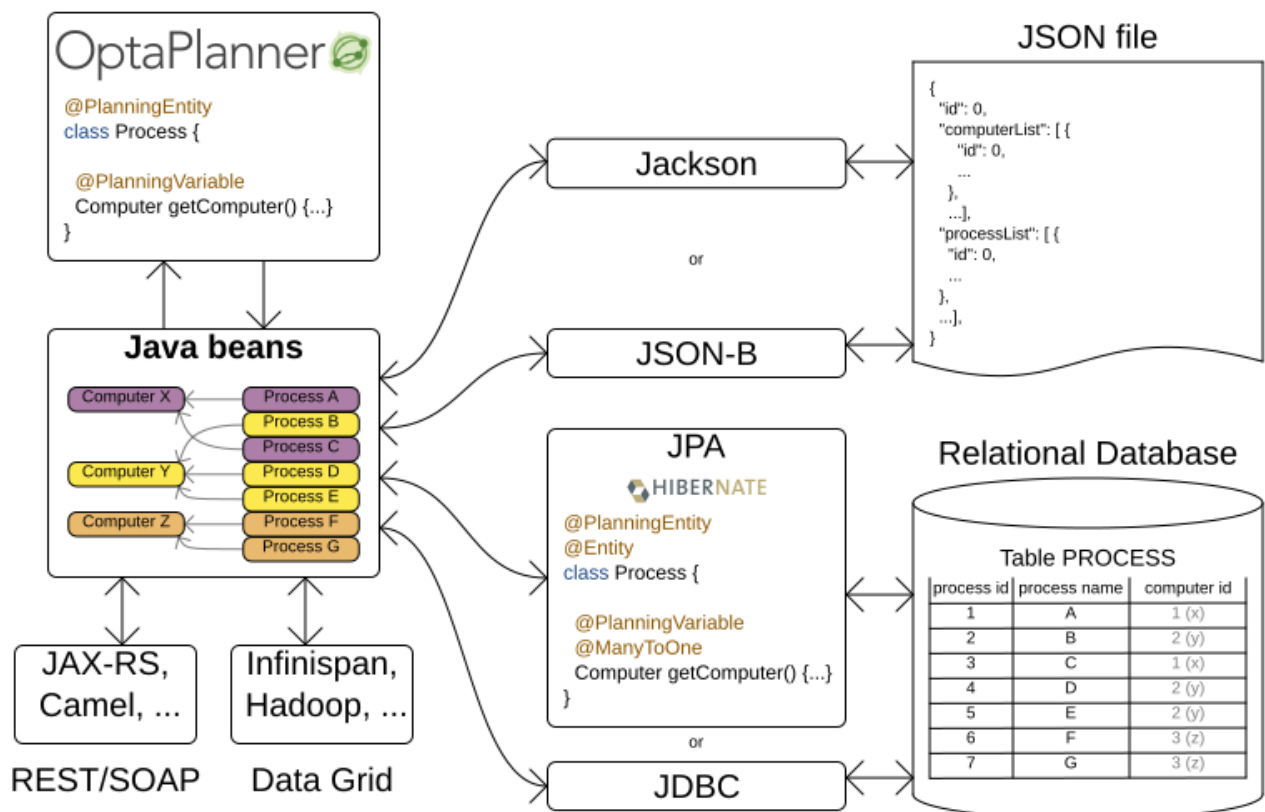 OptaPlanner
@PlanningEntity
class Process {
@PlanningVariable
Computer getComputer() {...}
}
Java beans
Computer X
Computer Y
Computer Z
Process A
Process B
Process C
Process D
Process E
Process F
Process G
JAX-RS,
Camel, ...
REST/SOAP
Infinispan,
Hadoop, ...
Data Grid
Jackson
or
JSON-B
JPA
HIBERNATE
@PlanningEntity
@Entity
class Process {
@PlanningVariable
@ManyToOne
Computer getComputer() {...}
}
or
JDBC
JSON file
{
"id": 0,
"computerList": [ {
"id": 0,
...
},
...],
"processList": [ {
"id": 0,
...
},
...],
}
Relational Database
Table PROCESS
process id process name computer id
1 A 1 (x)
2 B 2 (y)
3 C 1 (x)
4 D 2 (y)
5 E 2 (y)
6 F 3 (z)
7 G 3 (z)